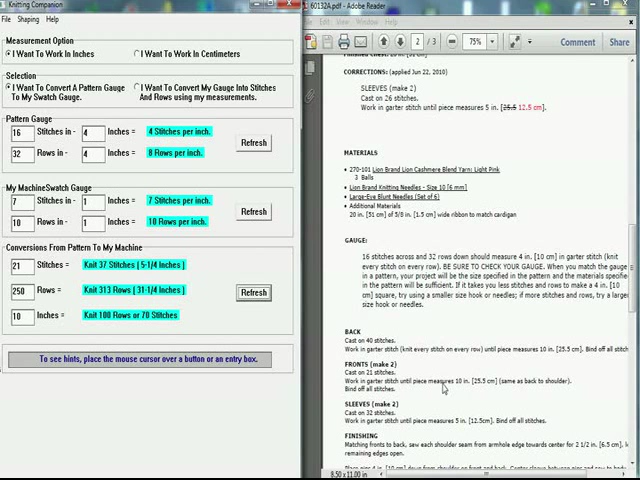 Knitting Companion
File Shaping Help
Measurement Option
I Want To Work In Inches
I Want To Work In Centimeters
Selection
I Want To Convert A Pattern Gauge To My Swatch Gauge.
I Want To Convert My Gauge Into Stitches And Rows using my measurements.
Pattern Gauge
16 Stitches in - 4 Inches = 4 Stitches per inch.
32 Rows in - 4 Inches = 8 Rows per inch.
Refresh
My MachineSwatch Gauge
7 Stitches in - 1 Inches = 7 Stitches per inch.
10 Rows in - 1 Inches = 10 Rows per inch.
Refresh
Conversions From Pattern To My Machine
21 Stitches = Knit 37 Stitches [ 5-1/4 Inches ]
250 Rows = Knit 313 Rows [ 31-1/4 Inches ]
Refresh
10 Inches = Knit 100 Rows or 70 Stitches
To see hints, place the mouse cursor over a button or an entry box.
60132A.pdf - Adobe Reader
File Edit View Window Help
2 / 3
75%
Comment
Share
CORRECTIONS: (applied Jun 22, 2010)
SLEEVES (make 2)
Cast on 26 stitches.
Work in garter stitch until piece measures 5 in. [25.5 12.5 cm].
MATERIALS
270-101 Lion Brand Lion Cashmere Blend Yarn: Light Pink
3 Balls
Lion Brand Knitting Needles - Size 10 [6 mm]
Large-Eye Blunt Needles (Set of 6)
Additional Materials
20 in. [51 cm] of 5/8 in. [1.5 cm] wide ribbon to match cardigan
GAUGE:
16 stitches across and 32 rows down should measure 4 in. [10 cm] in garter stitch (knit
every stitch on every row). BE SURE TO CHECK YOUR GAUGE. When you match the gauge
in a pattern, your project will be the size specified in the pattern and the materials specified
in the pattern will be sufficient. If it takes you less stitches and rows to make a 4 in. [10
cm] square, try using a smaller size hook or needles; if more stitches and rows, try a larger
size hook or needles.
BACK
Cast on 40 stitches.
Work in garter stitch (knit every stitch on every row) until piece measures 10 in. [25.5 cm]. Bind off all stitch
FRONTS (make 2)
Cast on 21 stitches.
Work in garter stitch until piece measures 10 in. [25.5 cm] (same as back to shoulder).
Bind off all stitches.
SLEEVES (make 2)
Cast on 32 stitches.
Work in garter stitch until piece measures 5 in. [12.5cm]. Bind off all stitches.
FINISHING
Matching fronts to back, sew each shoulder seam from armhole edge towards center for 2 1/2 in. [6.5 cm], l
remaining edges open.
8.50 x 11.00 in